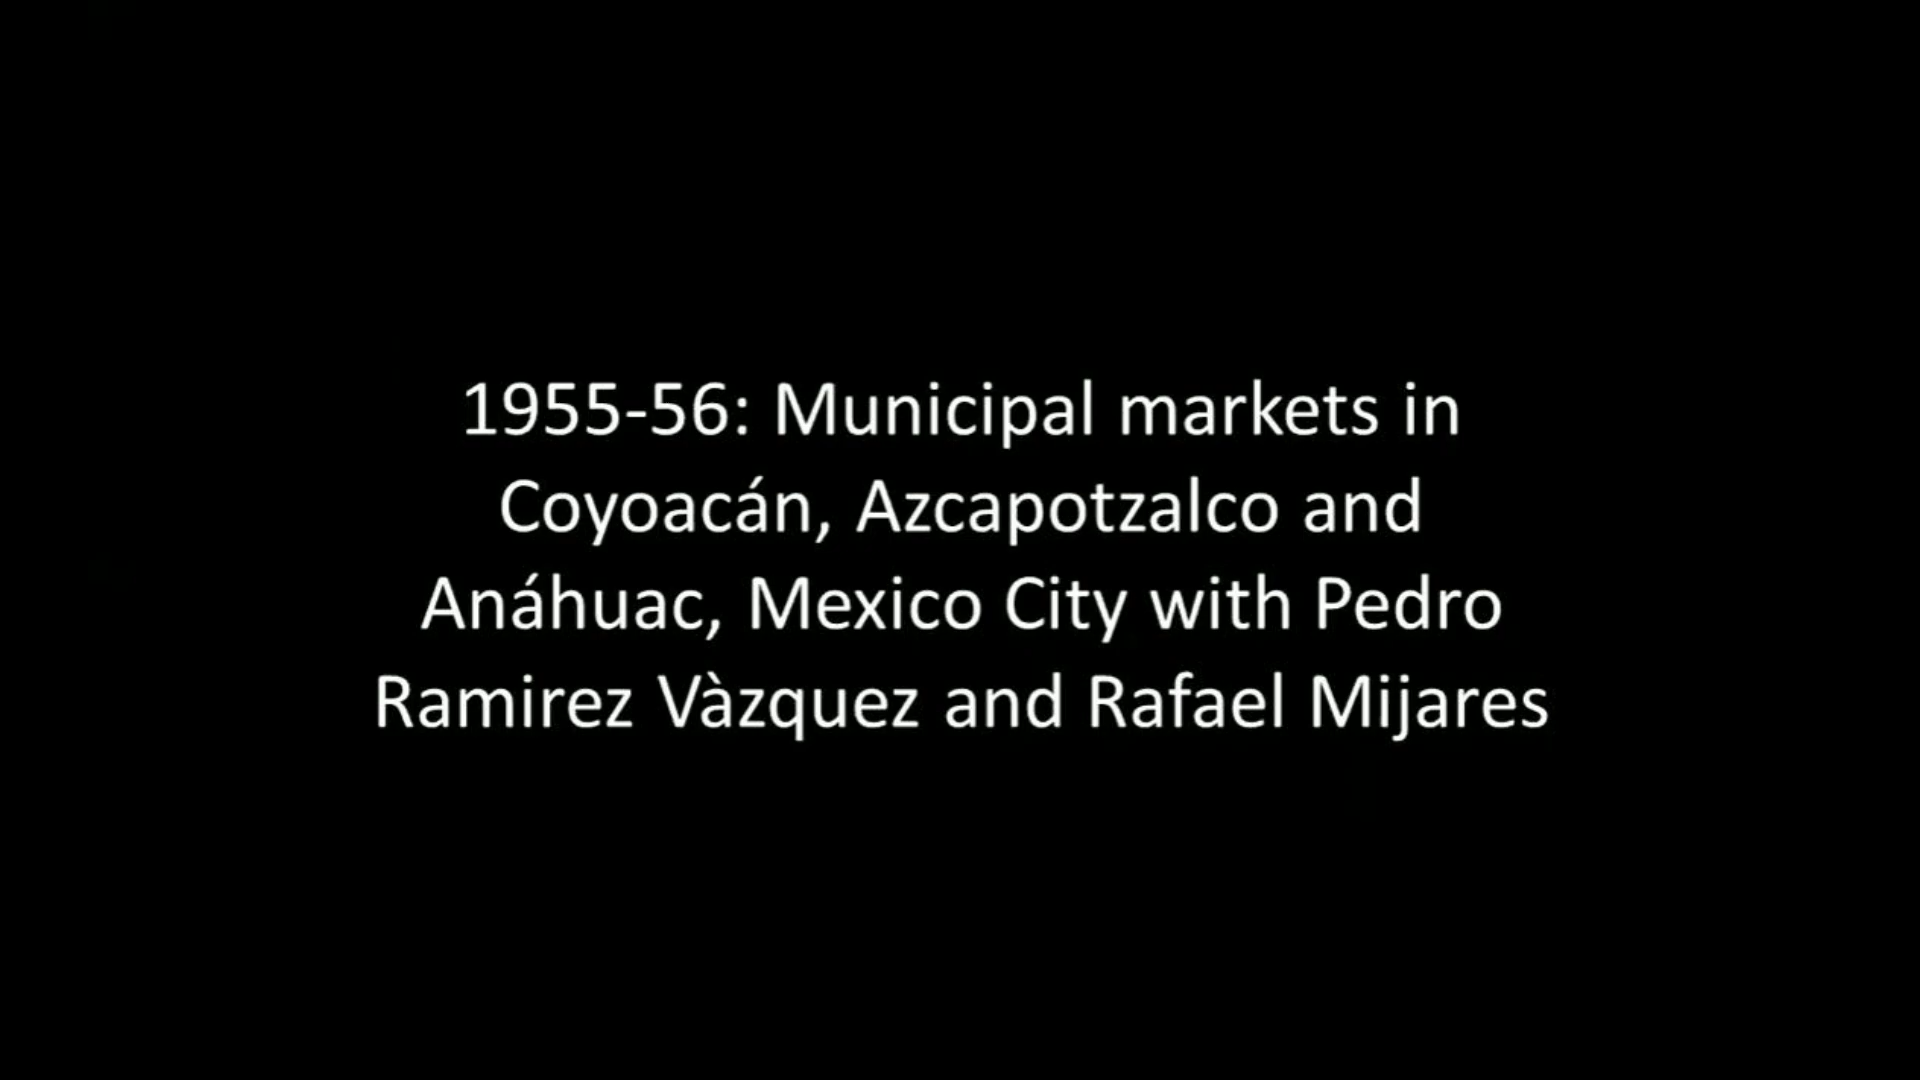 1955-56: Municipal markets in
Coyoacán, Azcapotzalco and
Anáhuac, Mexico City with Pedro
Ramirez Vàzquez and Rafael Mijares